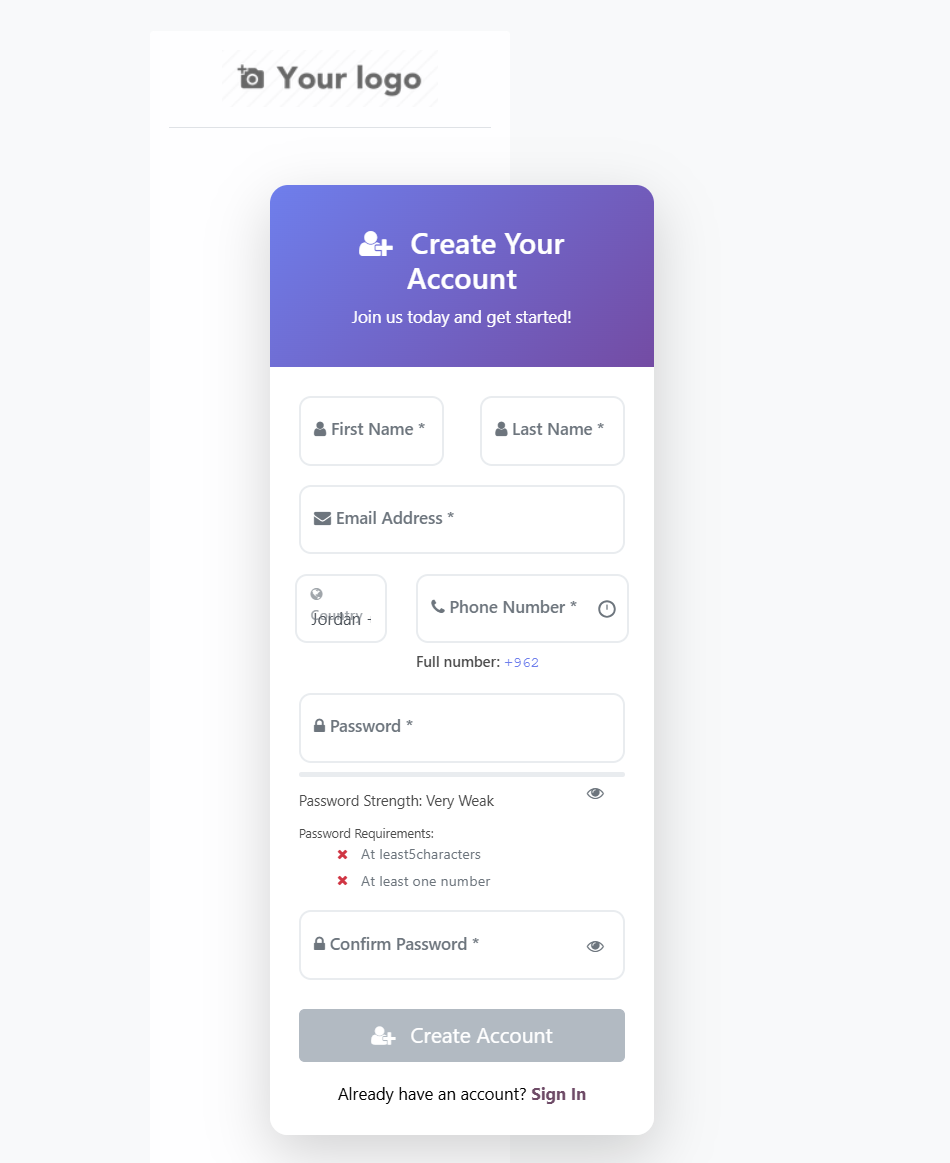 Your logo
Create Your
Account
Join us today and get started!
First Name *
Last Name *
Email Address *
Country
Jordan -
Phone Number *
Full number: +962
Password *
Password Strength: Very Weak
Password Requirements:
At least5characters
At least one number
Confirm Password *
Create Account
Already have an account? Sign In